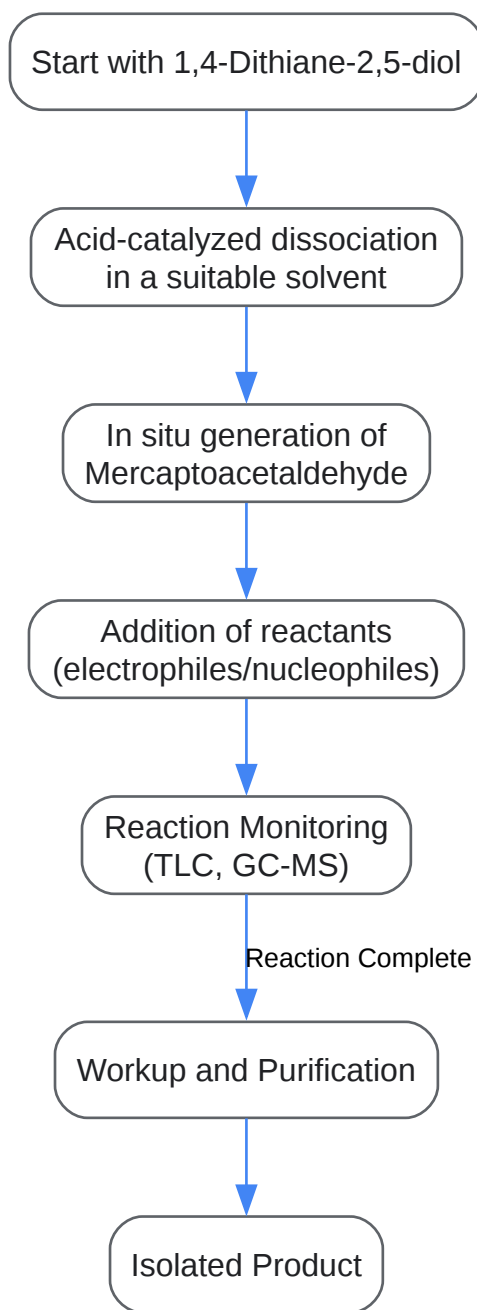 Start with 1,4-Dithiane-2,5-diol
Acid-catalyzed dissociation
in a suitable solvent
In situ generation of
Mercaptoacetaldehyde
Addition of reactants
(electrophiles/nucleophiles)
Reaction Monitoring
(TLC, GC-MS)
Reaction Complete
Workup and Purification
Isolated Product